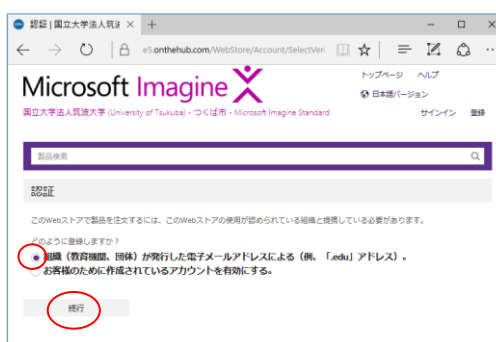 認証 | 国立大学法人筑波
e5.onthehub.com/WebStore/Account/SelectVeri
Microsoft Imagine
トップページ ヘルプ
日本語バージョン
国立大学法人筑波大学 (University of Tsukuba) - つくば市 - Microsoft Imagine Standard
サインイン 登録
製品検索
認証
このWebストアで製品を注文するには、このWebストアの使用が認められている組織と提携している必要があります。
どのように登録しますか？
組織（教育機関、団体）が発行した電子メールアドレスによる（例、「.edu」アドレス）。
お客様のために作成されているアカウントを有効にする。
続行